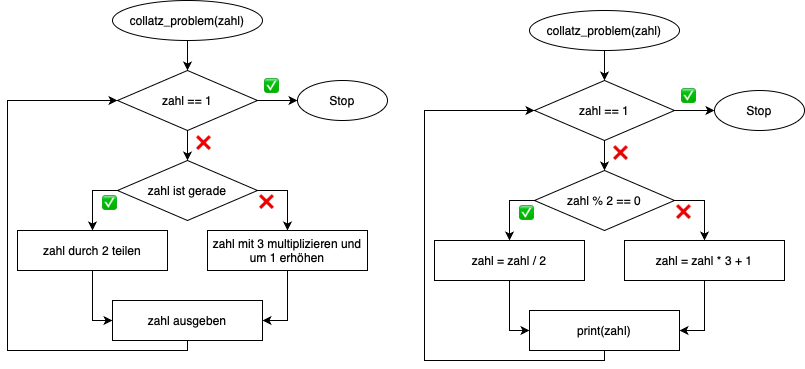 collatz_problem(zahl)
zahl == 1
Stop
zahl ist gerade
zahl durch 2 teilen
zahl mit 3 multiplizieren und
um 1 erhöhen
zahl ausgeben
collatz_problem(zahl)
zahl == 1
Stop
zahl % 2 == 0
zahl = zahl / 2
zahl = zahl * 3 + 1
print(zahl)